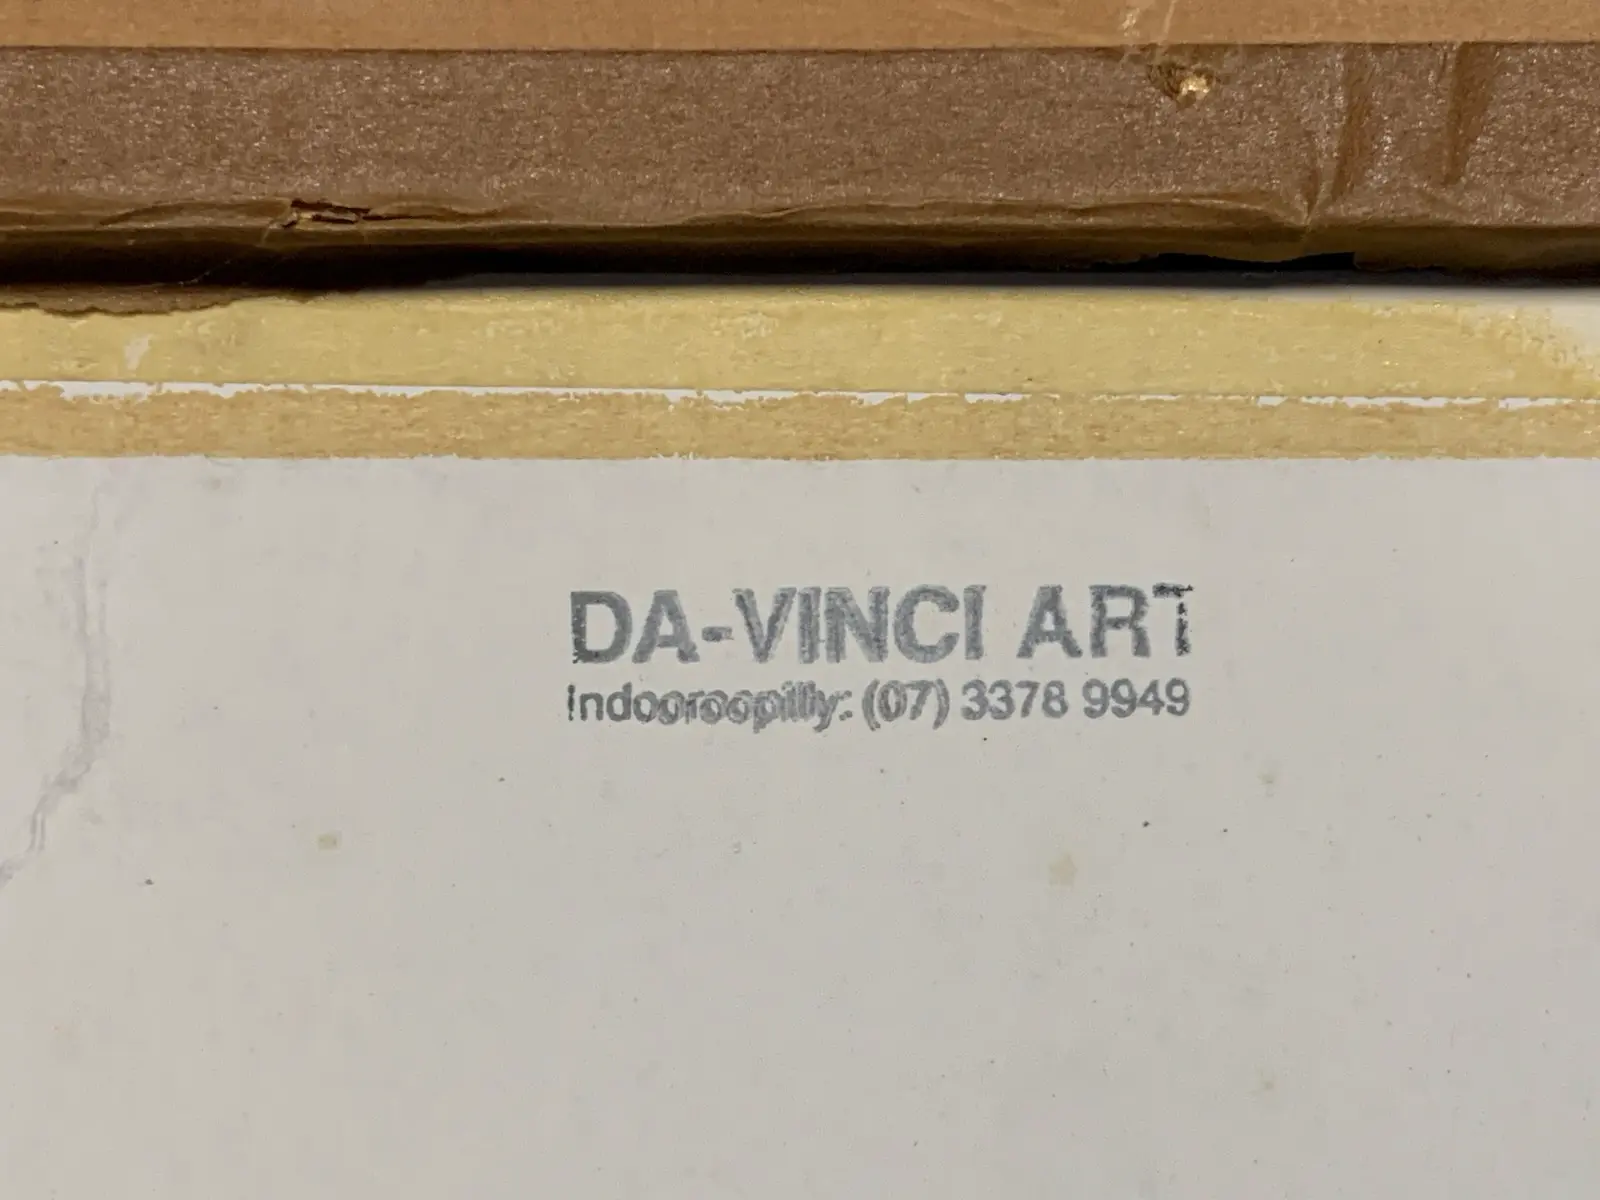 DA-VINCI ART
Indooroopilly: (07) 3378 9949